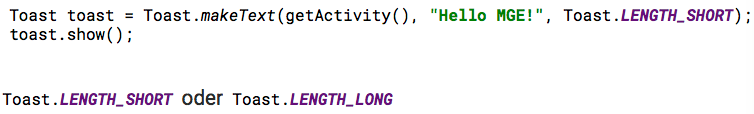 Toast toast = Toast.makeText(getActivity(), "Hello MGE!", Toast.LENGTH_SHORT);
toast.show();
Toast.LENGTH_SHORT oder Toast.LENGTH_LONG